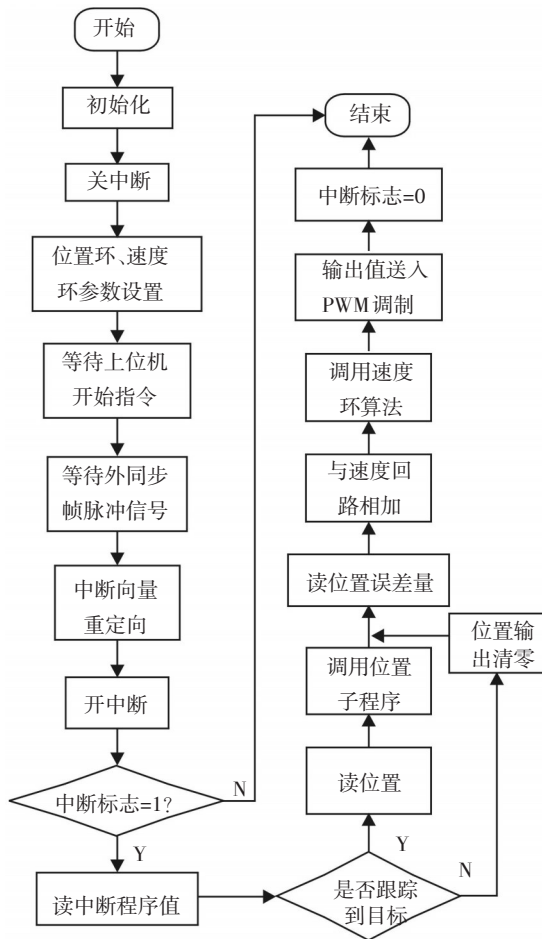 开始
初始化
关中断
位置环、速度
环参数设置
等待上位机
开始指令
等待外同步
帧脉冲信号
中断向量
重定向
开中断
中断标志=1?
N
Y
读中断程序值
是否跟踪
到目标
Y
N
读位置
调用位置
子程序
位置输
出清零
读位置误差量
与速度回
路相加
调用速度
环算法
输出值送入
PWM 调制
中断标志=0
结束